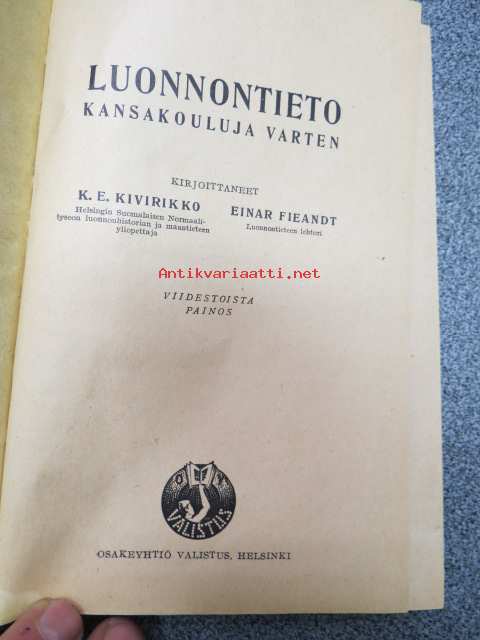 LUONNONTIETO
KANSAKOULUJA VARTEN
KIRJOITTANEET
K. E. KIVIRIKKO
Helsingin Suomalaisen Normaali-
lyseon luonnonhistorian ja maantieteen
yliopettaja
EINAR FIEANDT
Luonnontieteen lehtori
Antikvariaatti.net
VIIDESTOISTA
PAINOS
VALISTUS
OSAKEYHTIÖ VALISTUS, HELSINKI